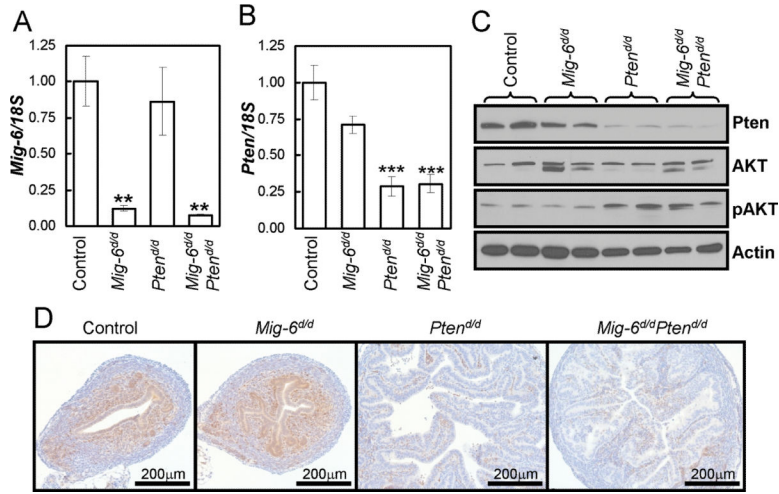 A
Mig-6/18S
1.25
1.00
0.75
0.50
0.25
0.00
**
**
Control
Mig-6d/d
Ptend/d
Mig-6d/d
Ptend/d
B
Pten/18S
1.25
1.00
0.75
0.50
0.25
0.00
***
***
Control
Mig-6d/d
Ptend/d
Mig-6d/d
Ptend/d
C
Control
Mig-6d/d
Ptend/d
Mig-6d/d
Ptend/d
Pten
AKT
pAKT
Actin
D
Control
Mig-6d/d
Ptend/d
Mig-6d/dPtend/d
200μm
200μm
200μm
200μm